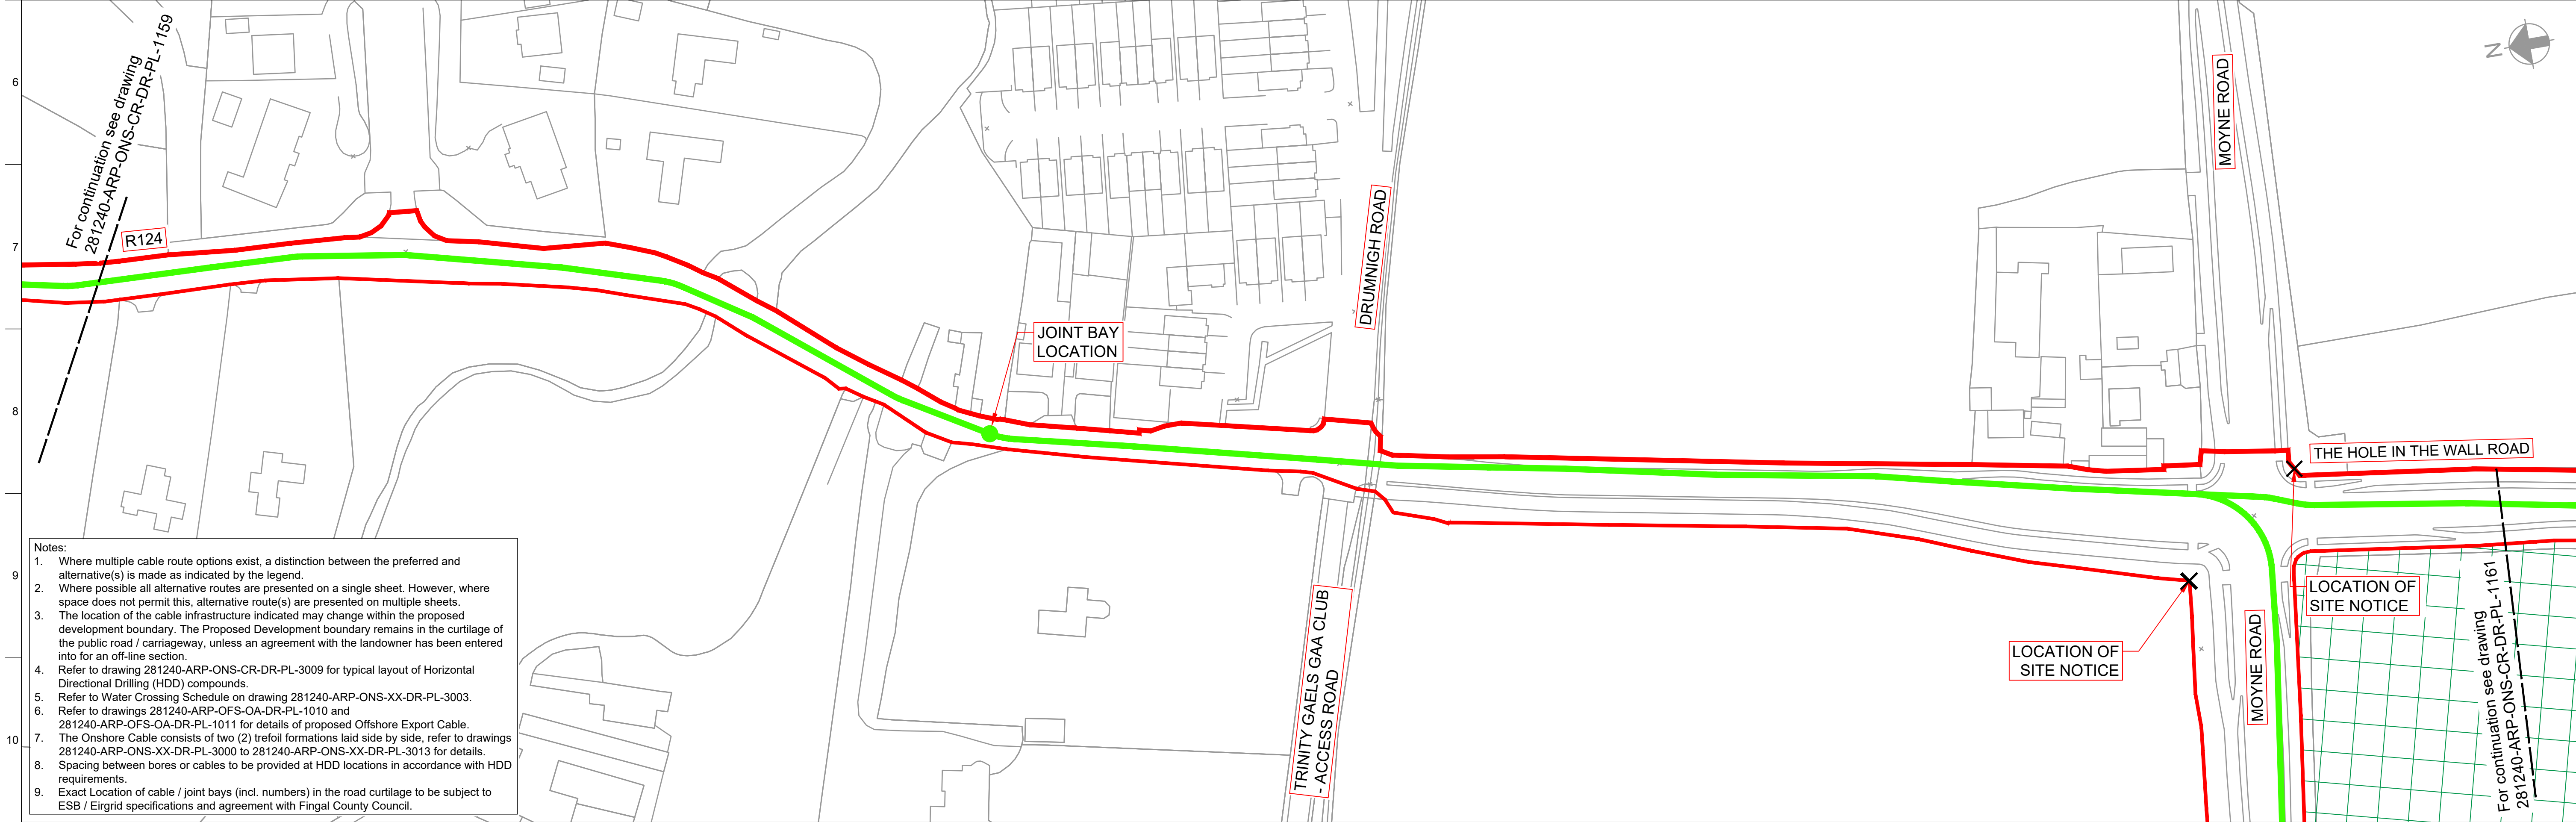 6
7
8
9
10
For continuation see drawing
281240-ARP-ONS-CR-DR-PL-1159
R124
JOINT BAY
LOCATION
DRUMNIGH ROAD
MOYNE ROAD
N
THE HOLE IN THE WALL ROAD
LOCATION OF
SITE NOTICE
LOCATION OF
SITE NOTICE
MOYNE ROAD
TRINITY GAELS GAA CLUB
- ACCESS ROAD
For continuation see drawing
281240-ARP-ONS-CR-DR-PL-1161
Notes:
1. Where multiple cable route options exist, a distinction between the preferred and
alternative(s) is made as indicated by the legend.
2. Where possible all alternative routes are presented on a single sheet. However, where
space does not permit this, alternative route(s) are presented on multiple sheets.
3. The location of the cable infrastructure indicated may change within the proposed
development boundary. The Proposed Development boundary remains in the curtilage of
the public road / carriageway, unless an agreement with the landowner has been entered
into for an off-line section.
4. Refer to drawing 281240-ARP-ONS-CR-DR-PL-3009 for typical layout of Horizontal
Directional Drilling (HDD) compounds.
5. Refer to Water Crossing Schedule on drawing 281240-ARP-ONS-XX-DR-PL-3003.
6. Refer to drawings 281240-ARP-OFS-OA-DR-PL-1010 and
281240-ARP-OFS-OA-DR-PL-1011 for details of proposed Offshore Export Cable.
7. The Onshore Cable consists of two (2) trefoil formations laid side by side, refer to drawings
281240-ARP-ONS-XX-DR-PL-3000 to 281240-ARP-ONS-XX-DR-PL-3013 for details.
8. Spacing between bores or cables to be provided at HDD locations in accordance with HDD
requirements.
9. Exact Location of cable / joint bays (incl. numbers) in the road curtilage to be subject to
ESB / Eirgrid specifications and agreement with Fingal County Council.